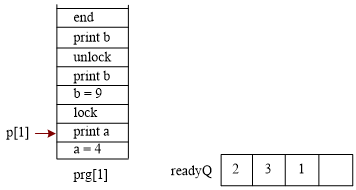 end
print b
unlock
print b
b = 9
lock
p[1] print a
a = 4
prg[1]
readyQ 2 3 1